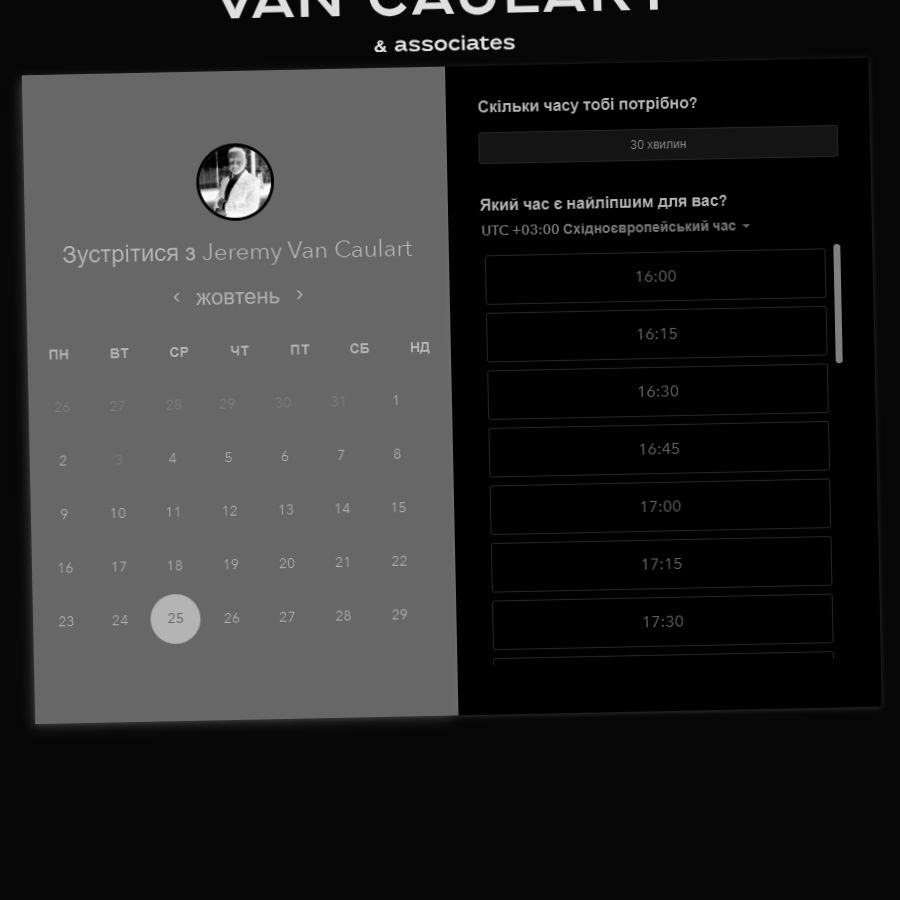 VAN CAULART
& associates
Зустрітися з Jeremy Van Caulart
жовтень
ПН ВТ СР ЧТ ПТ СБ НД
26 27 28 29 30 31 1
2 3 4 5 6 7 8
9 10 11 12 13 14 15
16 17 18 19 20 21 22
23 24 25 26 27 28 29
Скільки часу тобі потрібно?
30 хвилин
Який час є найліпшим для вас?
UTC +03:00 Східноєвропейський час
16:00
16:15
16:30
16:45
17:00
17:15
17:30